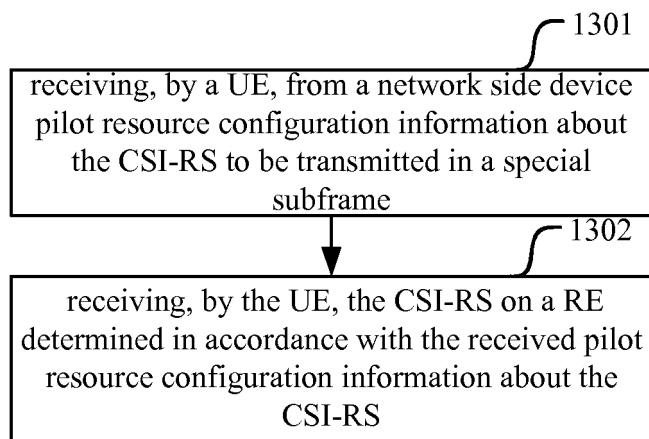 1301
receiving, by a UE, from a network side device
pilot resource configuration information about
the CSI-RS to be transmitted in a special
subframe
1302
receiving, by the UE, the CSI-RS on a RE
determined in accordance with the received pilot
resource configuration information about the
CSI-RS